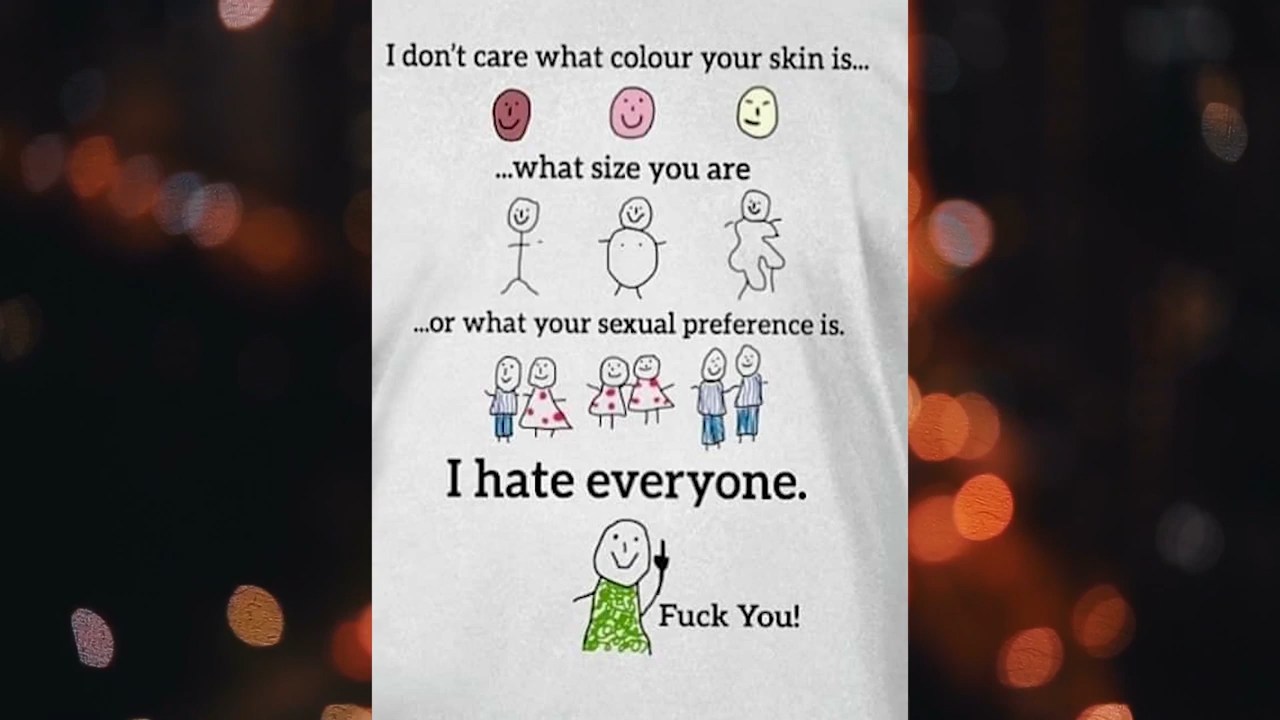 I don't care what colour your skin is...
...what size you are
...or what your sexual preference is.
I hate everyone.
Fuck You!